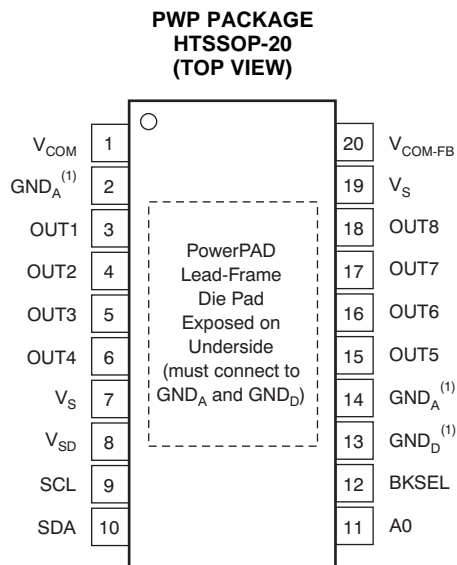 PWP PACKAGE
HTSSOP-20
(TOP VIEW)
V_COM 1
GND_A^(1) 2
OUT1 3
OUT2 4
OUT3 5
OUT4 6
V_S 7
V_SD 8
SCL 9
SDA 10
PowerPAD
Lead-Frame
Die Pad
Exposed on
Underside
(must connect to
GND_A and GND_D)
20 V_COM-FB
19 V_S
18 OUT8
17 OUT7
16 OUT6
15 OUT5
14 GND_A^(1)
13 GND_D^(1)
12 BKSEL
11 A0